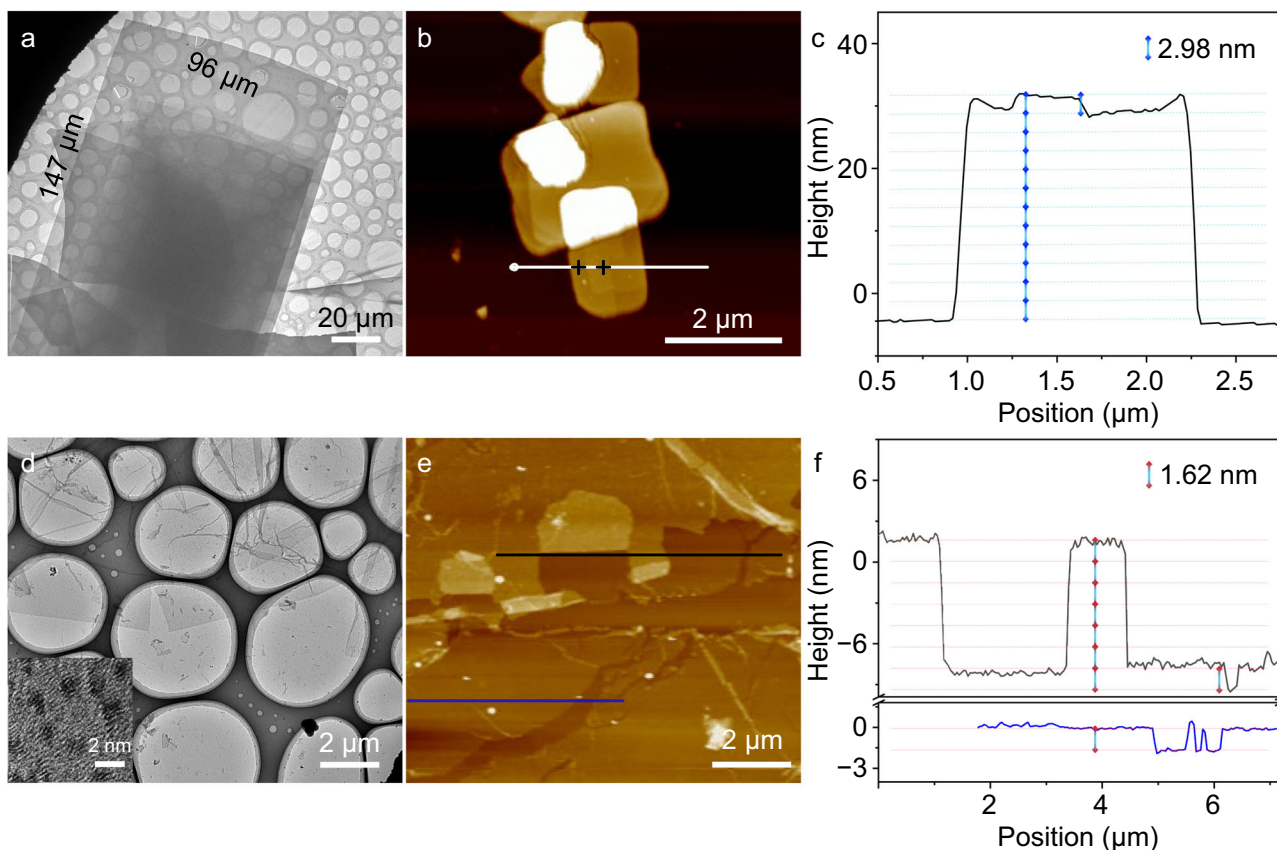 a
96 µm
147 µm
20 µm
b
2 µm
c
2.98 nm
40
20
0
Height (nm)
0.5 1.0 1.5 2.0 2.5
Position (µm)
d
2 nm
2 µm
e
2 µm
f
1.62 nm
6
0
−6
0
−3
Height (nm)
2 4 6
Position (µm)